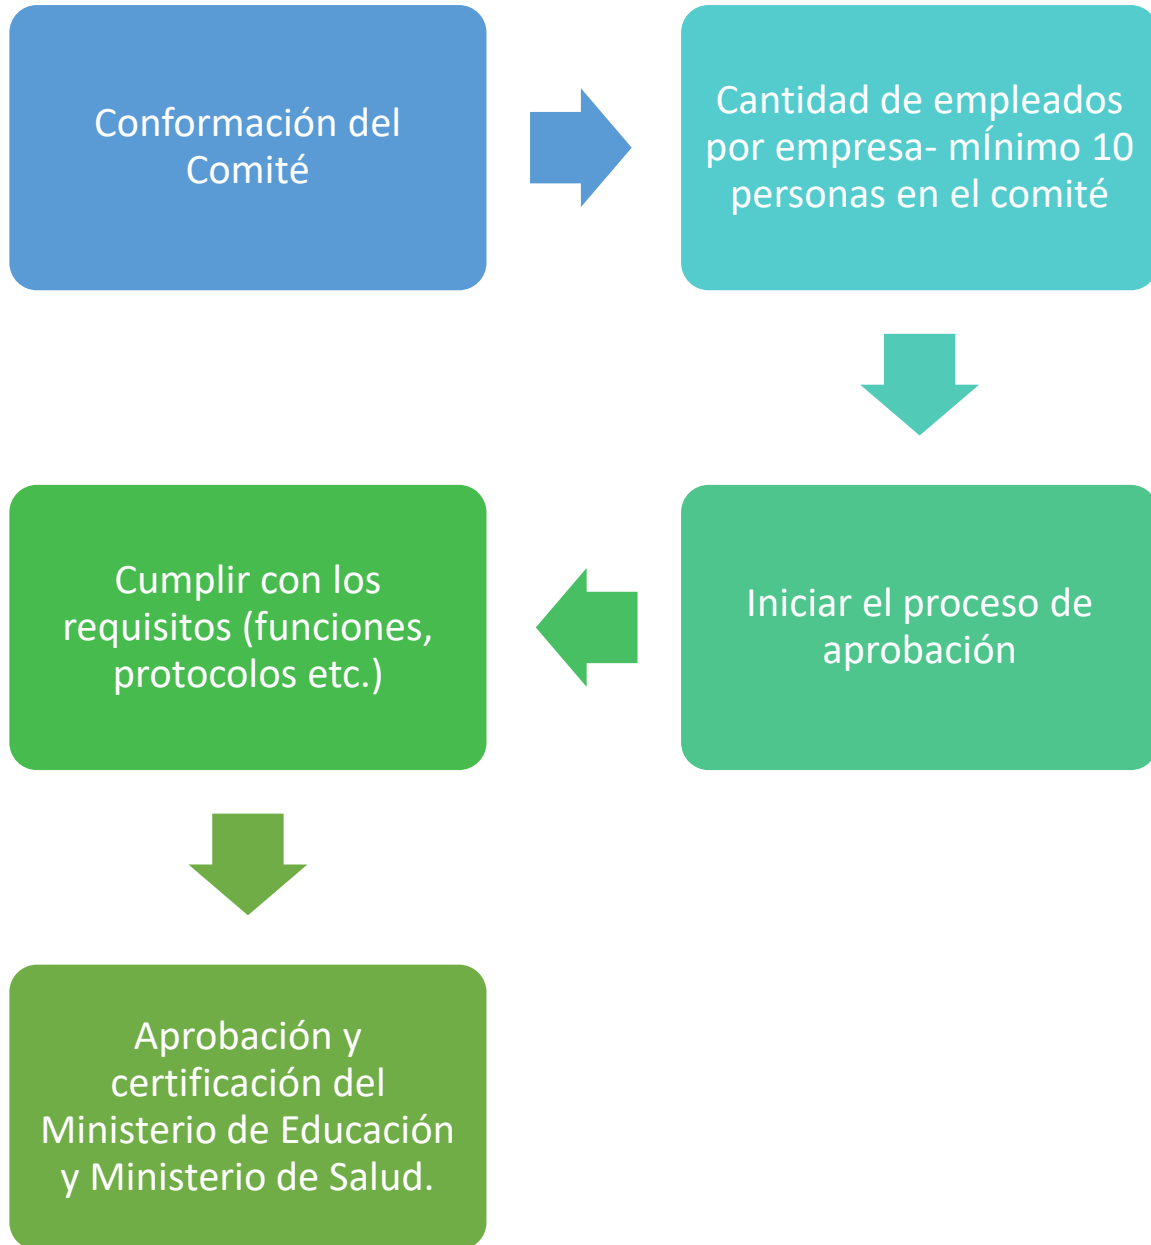 Conformación del
Comité
Cantidad de empleados
por empresa- mÍnimo 10
personas en el comité
Iniciar el proceso de
aprobación
Cumplir con los
requisitos (funciones,
protocolos etc.)
Aprobación y
certificación del
Ministerio de Educación
y Ministerio de Salud.